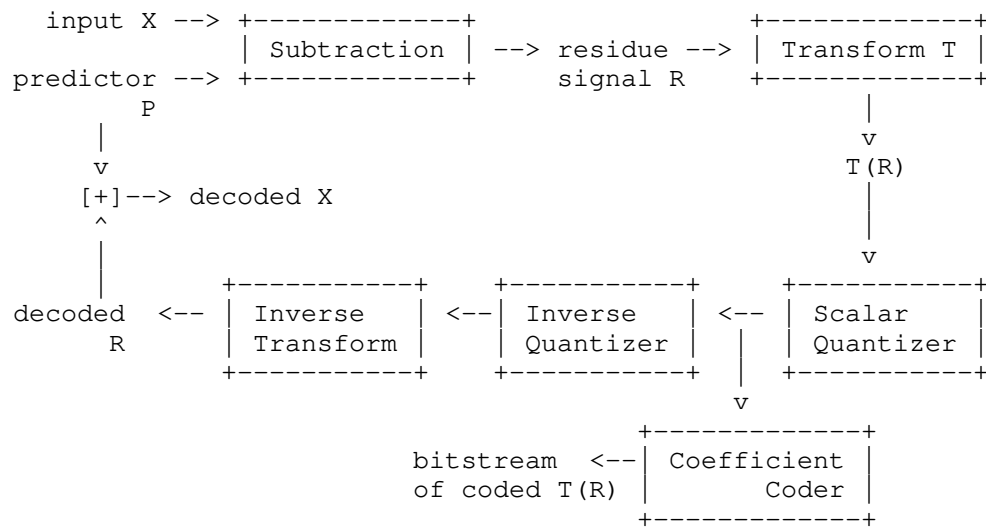 input X --> +-------------+                   +-------------+
            | Subtraction | --> residue   --> | Transform T |
predictor --> +-------------+     signal R    +-------------+
        P                                            |
     |                                               v
     v                                              T(R)
    [+]--> decoded X                                 |
     ^                                               |
     |                                               v
     |      +-----------+    +-----------+     +-----------+
decoded <-- | Inverse   | <--| Inverse   | <-- | Scalar    |
      R     | Transform |    | Quantizer |  |  | Quantizer |
            +-----------+    +-----------+  |  +-----------+
                                            v
                                     +-------------+
                       bitstream  <--| Coefficient |
                       of coded T(R) |       Coder |
                                     +-------------+